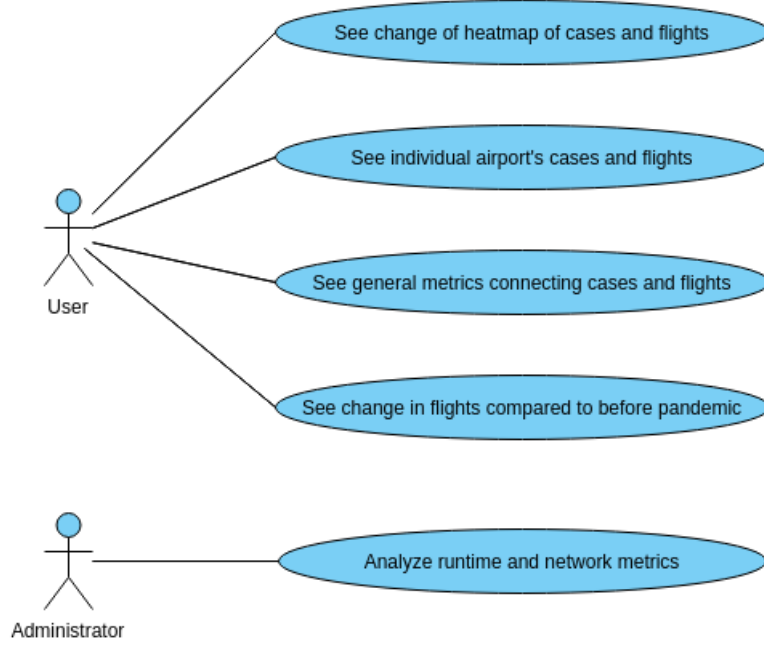 See change of heatmap of cases and flights
See individual airport's cases and flights
See general metrics connecting cases and flights
User
See change in flights compared to before pandemic
Analyze runtime and network metrics
Administrator